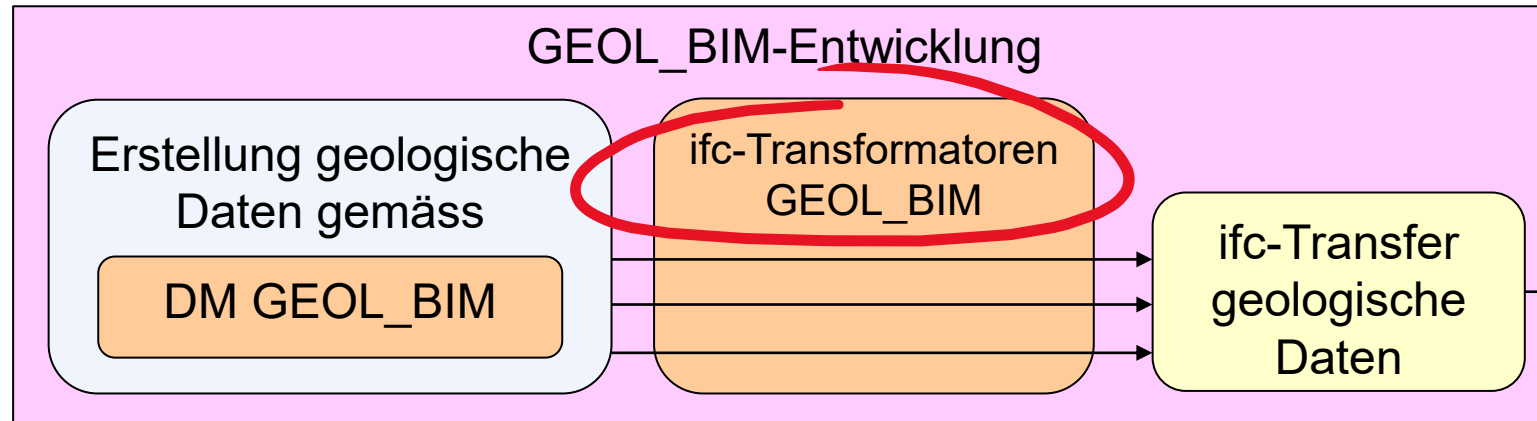 GEOL_BIM-Entwicklung
Erstellung geologische
Daten gemäss
DM GEOL_BIM
ifc-Transformatoren
GEOL_BIM
ifc-Transfer
geologische
Daten